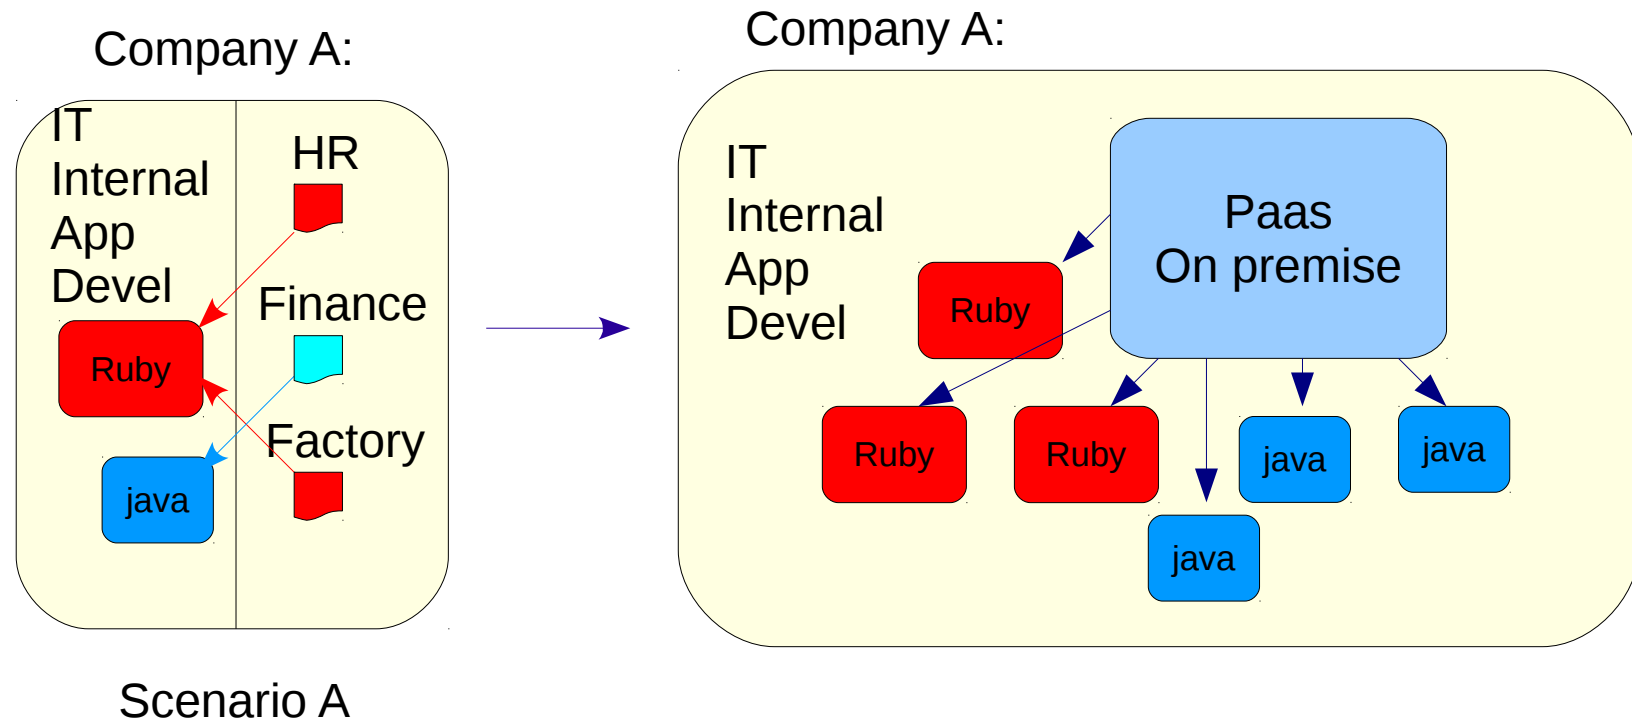 Company A:
IT
Internal
App
Devel
HR
Finance
Factory
Ruby
java
Scenario A
Company A:
IT
Internal
App
Devel
Paas
On premise
Ruby
Ruby
Ruby
java
java
java